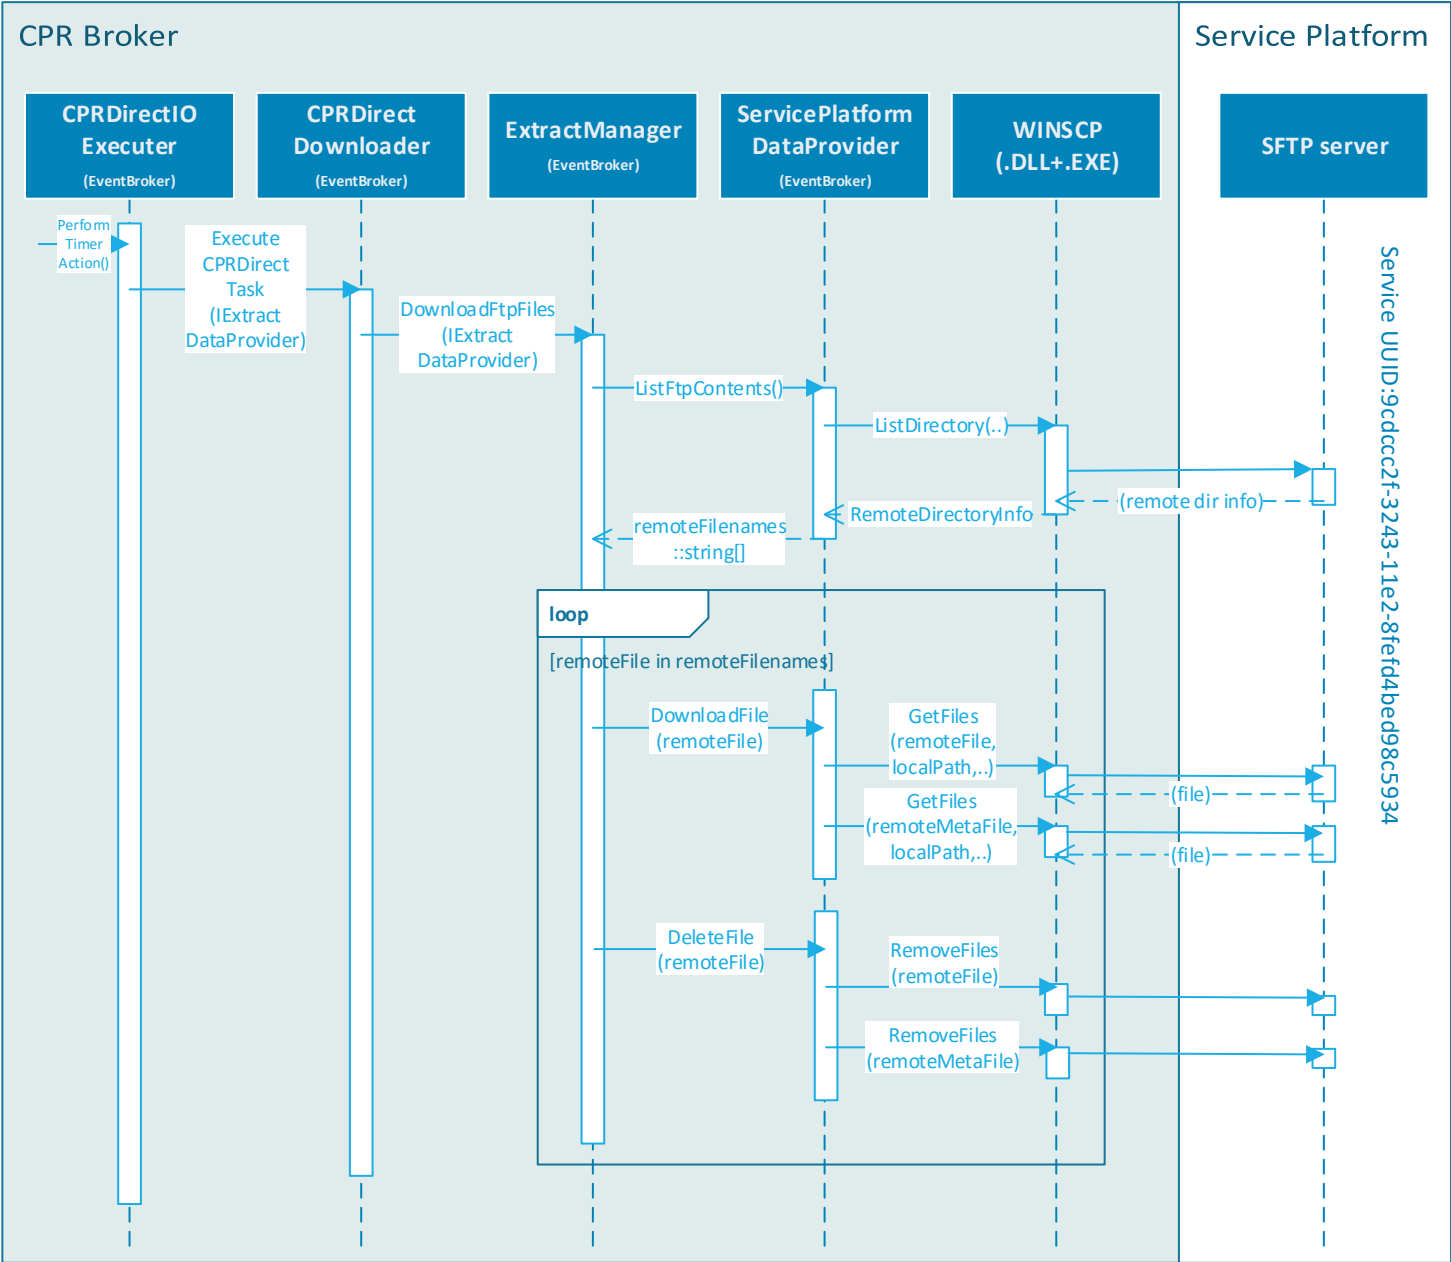 CPR Broker
Service Platform
CPRDirectIO
Executer
(EventBroker)
CPRDirect
Downloader
(EventBroker)
ExtractManager
(EventBroker)
ServicePlatform
DataProvider
(EventBroker)
WINSCP
(.DLL+.EXE)
SFTP server
Perform
Timer
Action()
Execute
CPRDirect
Task
(IExtract
DataProvider)
DownloadFtpFiles
(IExtract
DataProvider)
ListFtpContents()
ListDirectory(..)
(remote dir info)
RemoteDirectoryInfo
remoteFilenames
::string[]
Service UUID:9cdccc2f-3243-11e2-8fefd4bed98c5934
loop
[remoteFile in remoteFilenames]
DownloadFile
(remoteFile)
GetFiles
(remoteFile,
localPath,..)
(file)
GetFiles
(remoteMetaFile,
localPath,..)
(file)
DeleteFile
(remoteFile)
RemoveFiles
(remoteFile)
RemoveFiles
(remoteMetaFile)